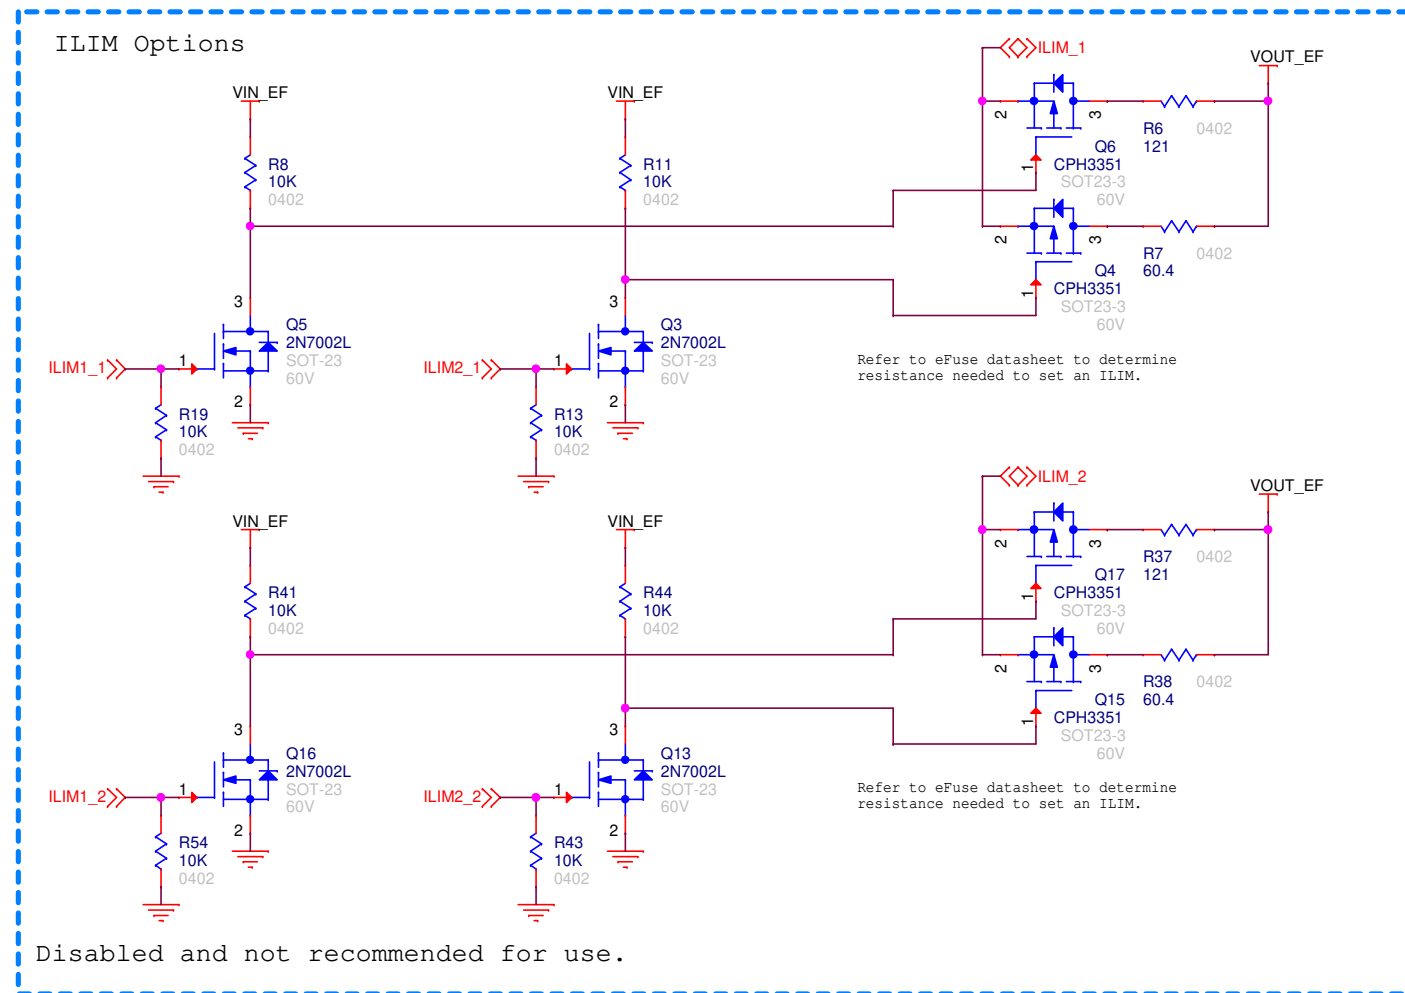 ILIM Options
VIN_EF
R8
10K
0402
VIN_EF
R11
10K
0402
ILIM_1
VOUT_EF
2
3
R6
121
0402
Q6
CPH3351
SOT23-3
60V
1
2
3
R7
60.4
0402
Q4
CPH3351
SOT23-3
60V
1
3
Q5
2N7002L
SOT-23
60V
ILIM1_1
1
2
R19
10K
0402
3
Q3
2N7002L
SOT-23
60V
ILIM2_1
1
2
R13
10K
0402
Refer to eFuse datasheet to determine
resistance needed to set an ILIM.
VIN_EF
R41
10K
0402
VIN_EF
R44
10K
0402
ILIM_2
VOUT_EF
2
3
R37
121
0402
Q17
CPH3351
SOT23-3
60V
1
2
3
R38
60.4
0402
Q15
CPH3351
SOT23-3
60V
1
3
Q16
2N7002L
SOT-23
60V
ILIM1_2
1
2
R54
10K
0402
3
Q13
2N7002L
SOT-23
60V
ILIM2_2
1
2
R43
10K
0402
Refer to eFuse datasheet to determine
resistance needed to set an ILIM.
Disabled and not recommended for use.